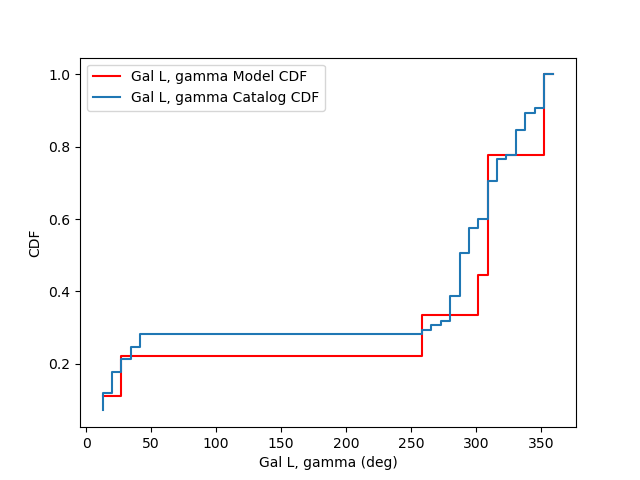 Gal L, gamma Model CDF
Gal L, gamma Catalog CDF
1.0
0.8
0.6
0.4
0.2
CDF
0 50 100 150 200 250 300 350
Gal L, gamma (deg)